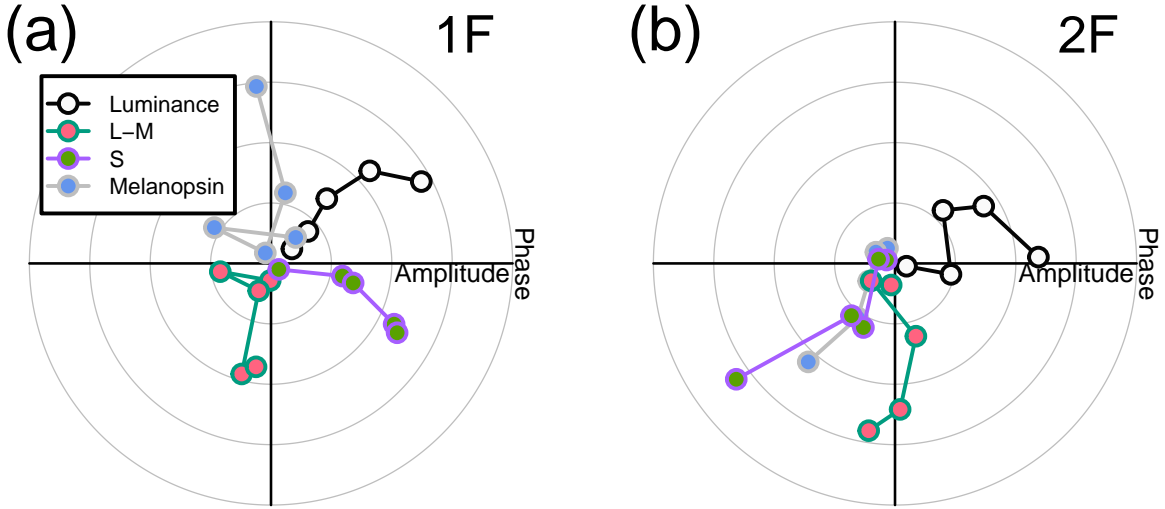 (a)
1F
Luminance
L−M
S
Melanopsin
Amplitude
Phase
(b)
2F
Amplitude
Phase